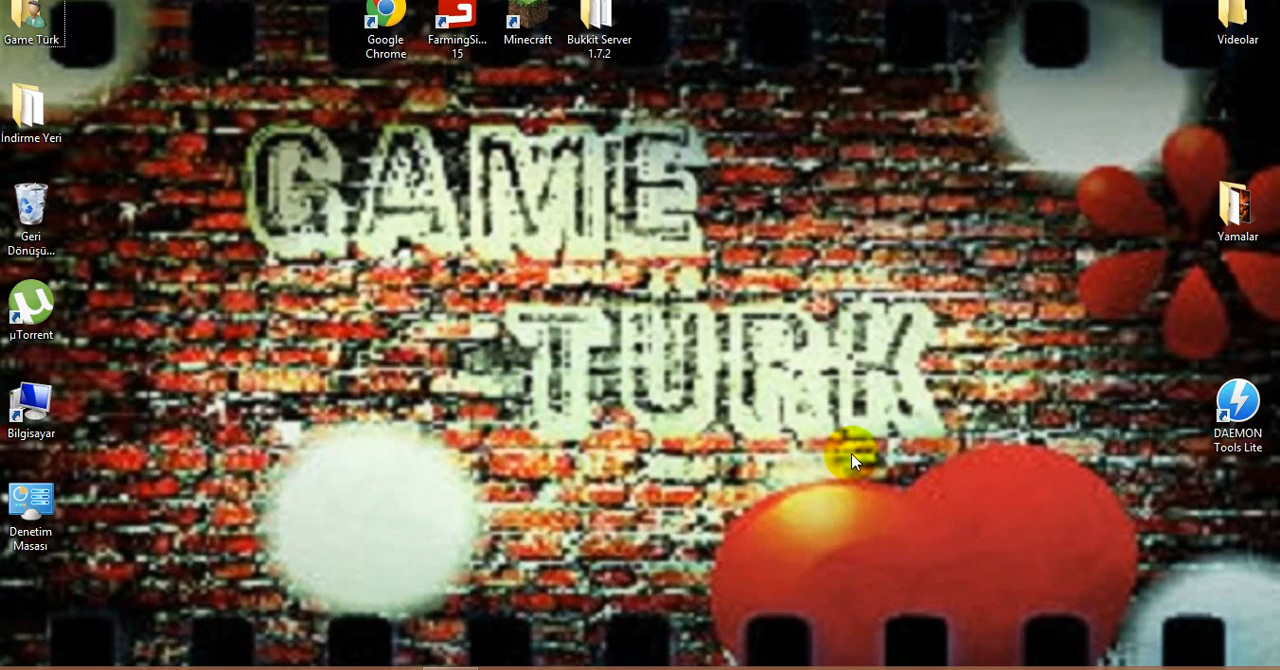 Game Türk
Google
Chrome
FarmingSi...
15
Minecraft
Bukkit Server
1.7.2
Videolar
İndirme Yeri
Geri
Dönüşü...
Yamalar
µTorrent
Bilgisayar
DAEMON
Tools Lite
Denetim
Masası
GAME
TURK